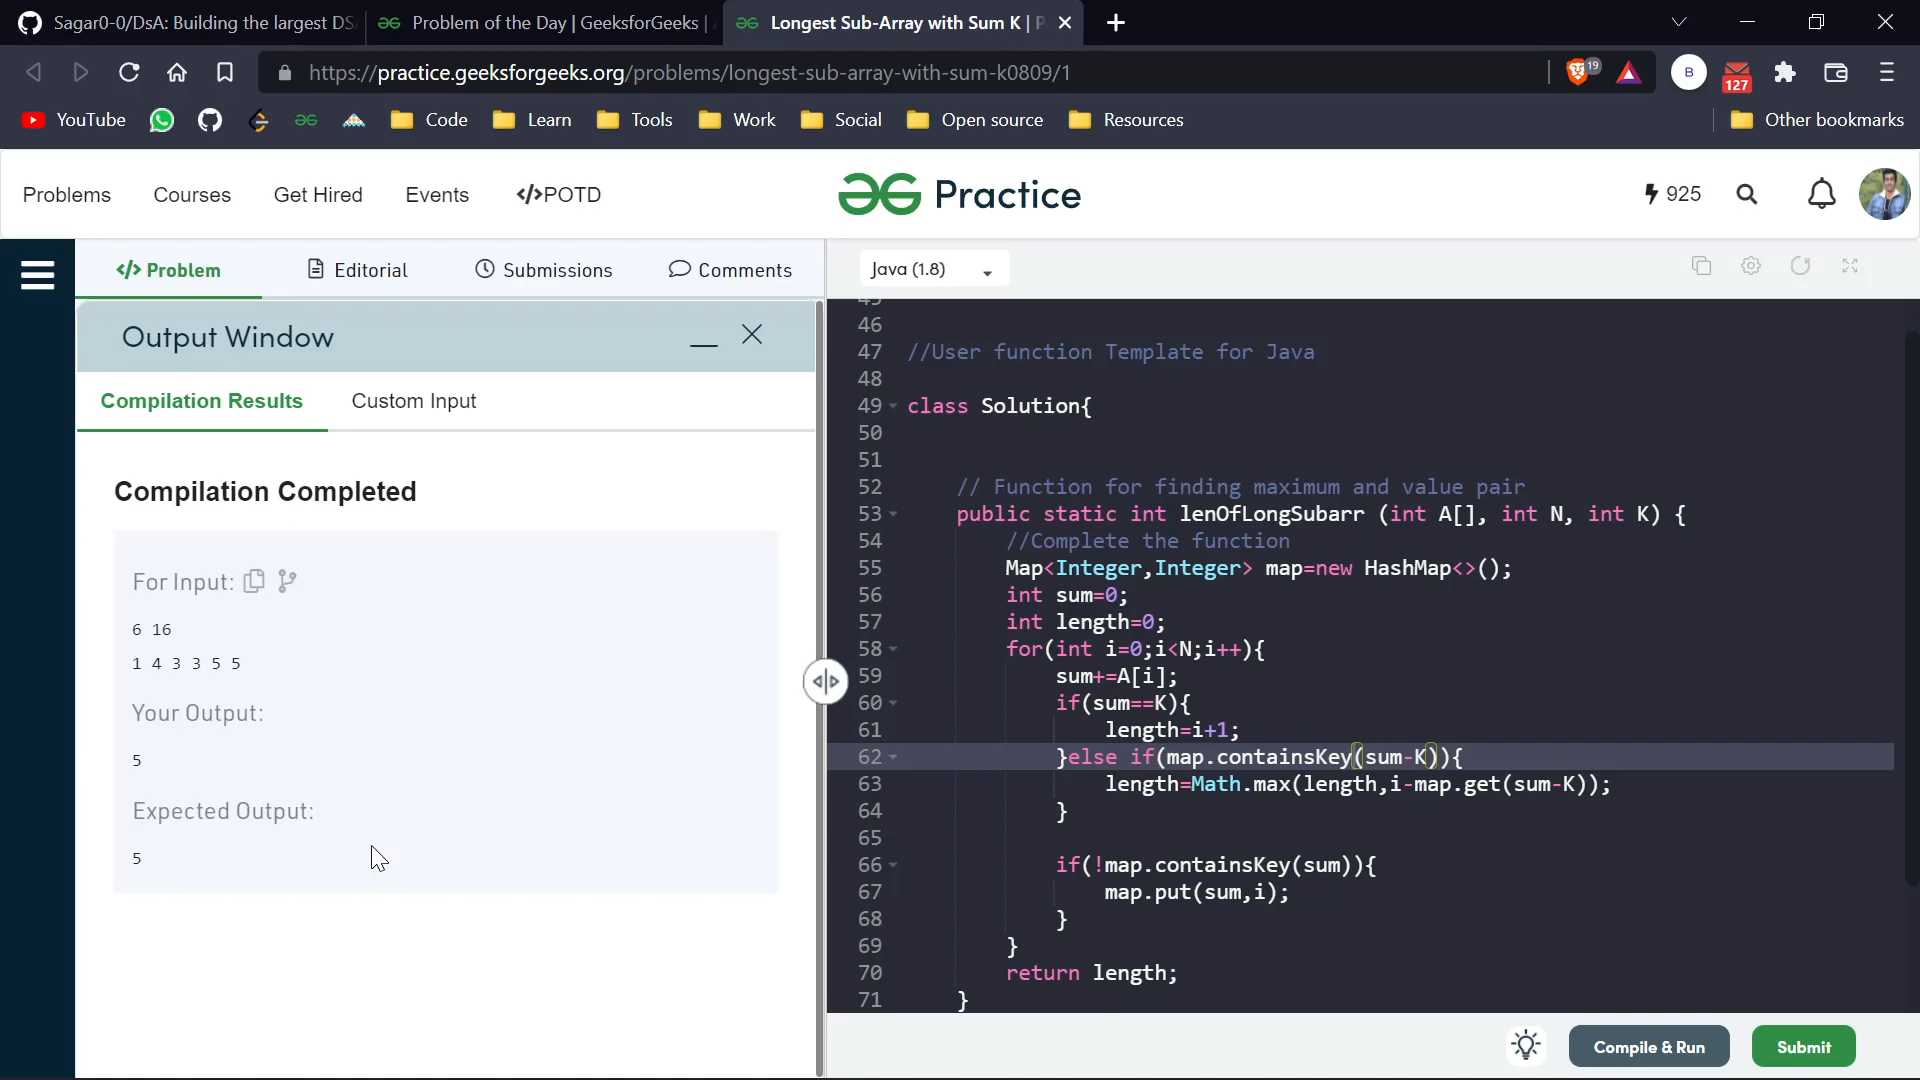 Sagar0-0/DsA: Building the largest DS
Problem of the Day | GeeksforGeeks |
Longest Sub-Array with Sum K | P
https://practice.geeksforgeeks.org/problems/longest-sub-array-with-sum-k0809/1
19
B
127
YouTube
Code
Learn
Tools
Work
Social
Open source
Resources
Other bookmarks
Problems
Courses
Get Hired
Events
</>POTD
Practice
925
</> Problem
Editorial
Submissions
Comments
Java (1.8)
Output Window
Compilation Results
Custom Input
Compilation Completed
For Input:
6 16
1 4 3 3 5 5
Your Output:
5
Expected Output:
5
45
46
47 //User function Template for Java
48
49 class Solution{
50
51
52 // Function for finding maximum and value pair
53 public static int lenOfLongSubarr (int A[], int N, int K) {
54 //Complete the function
55 Map<Integer,Integer> map=new HashMap<>();
56 int sum=0;
57 int length=0;
58 for(int i=0;i<N;i++){
59 sum+=A[i];
60 if(sum==K){
61 length=i+1;
62 }else if(map.containsKey(sum-K)){
63 length=Math.max(length,i-map.get(sum-K));
64 }
65
66 if(!map.containsKey(sum)){
67 map.put(sum,i);
68 }
69 }
70 return length;
71 }
Compile & Run
Submit